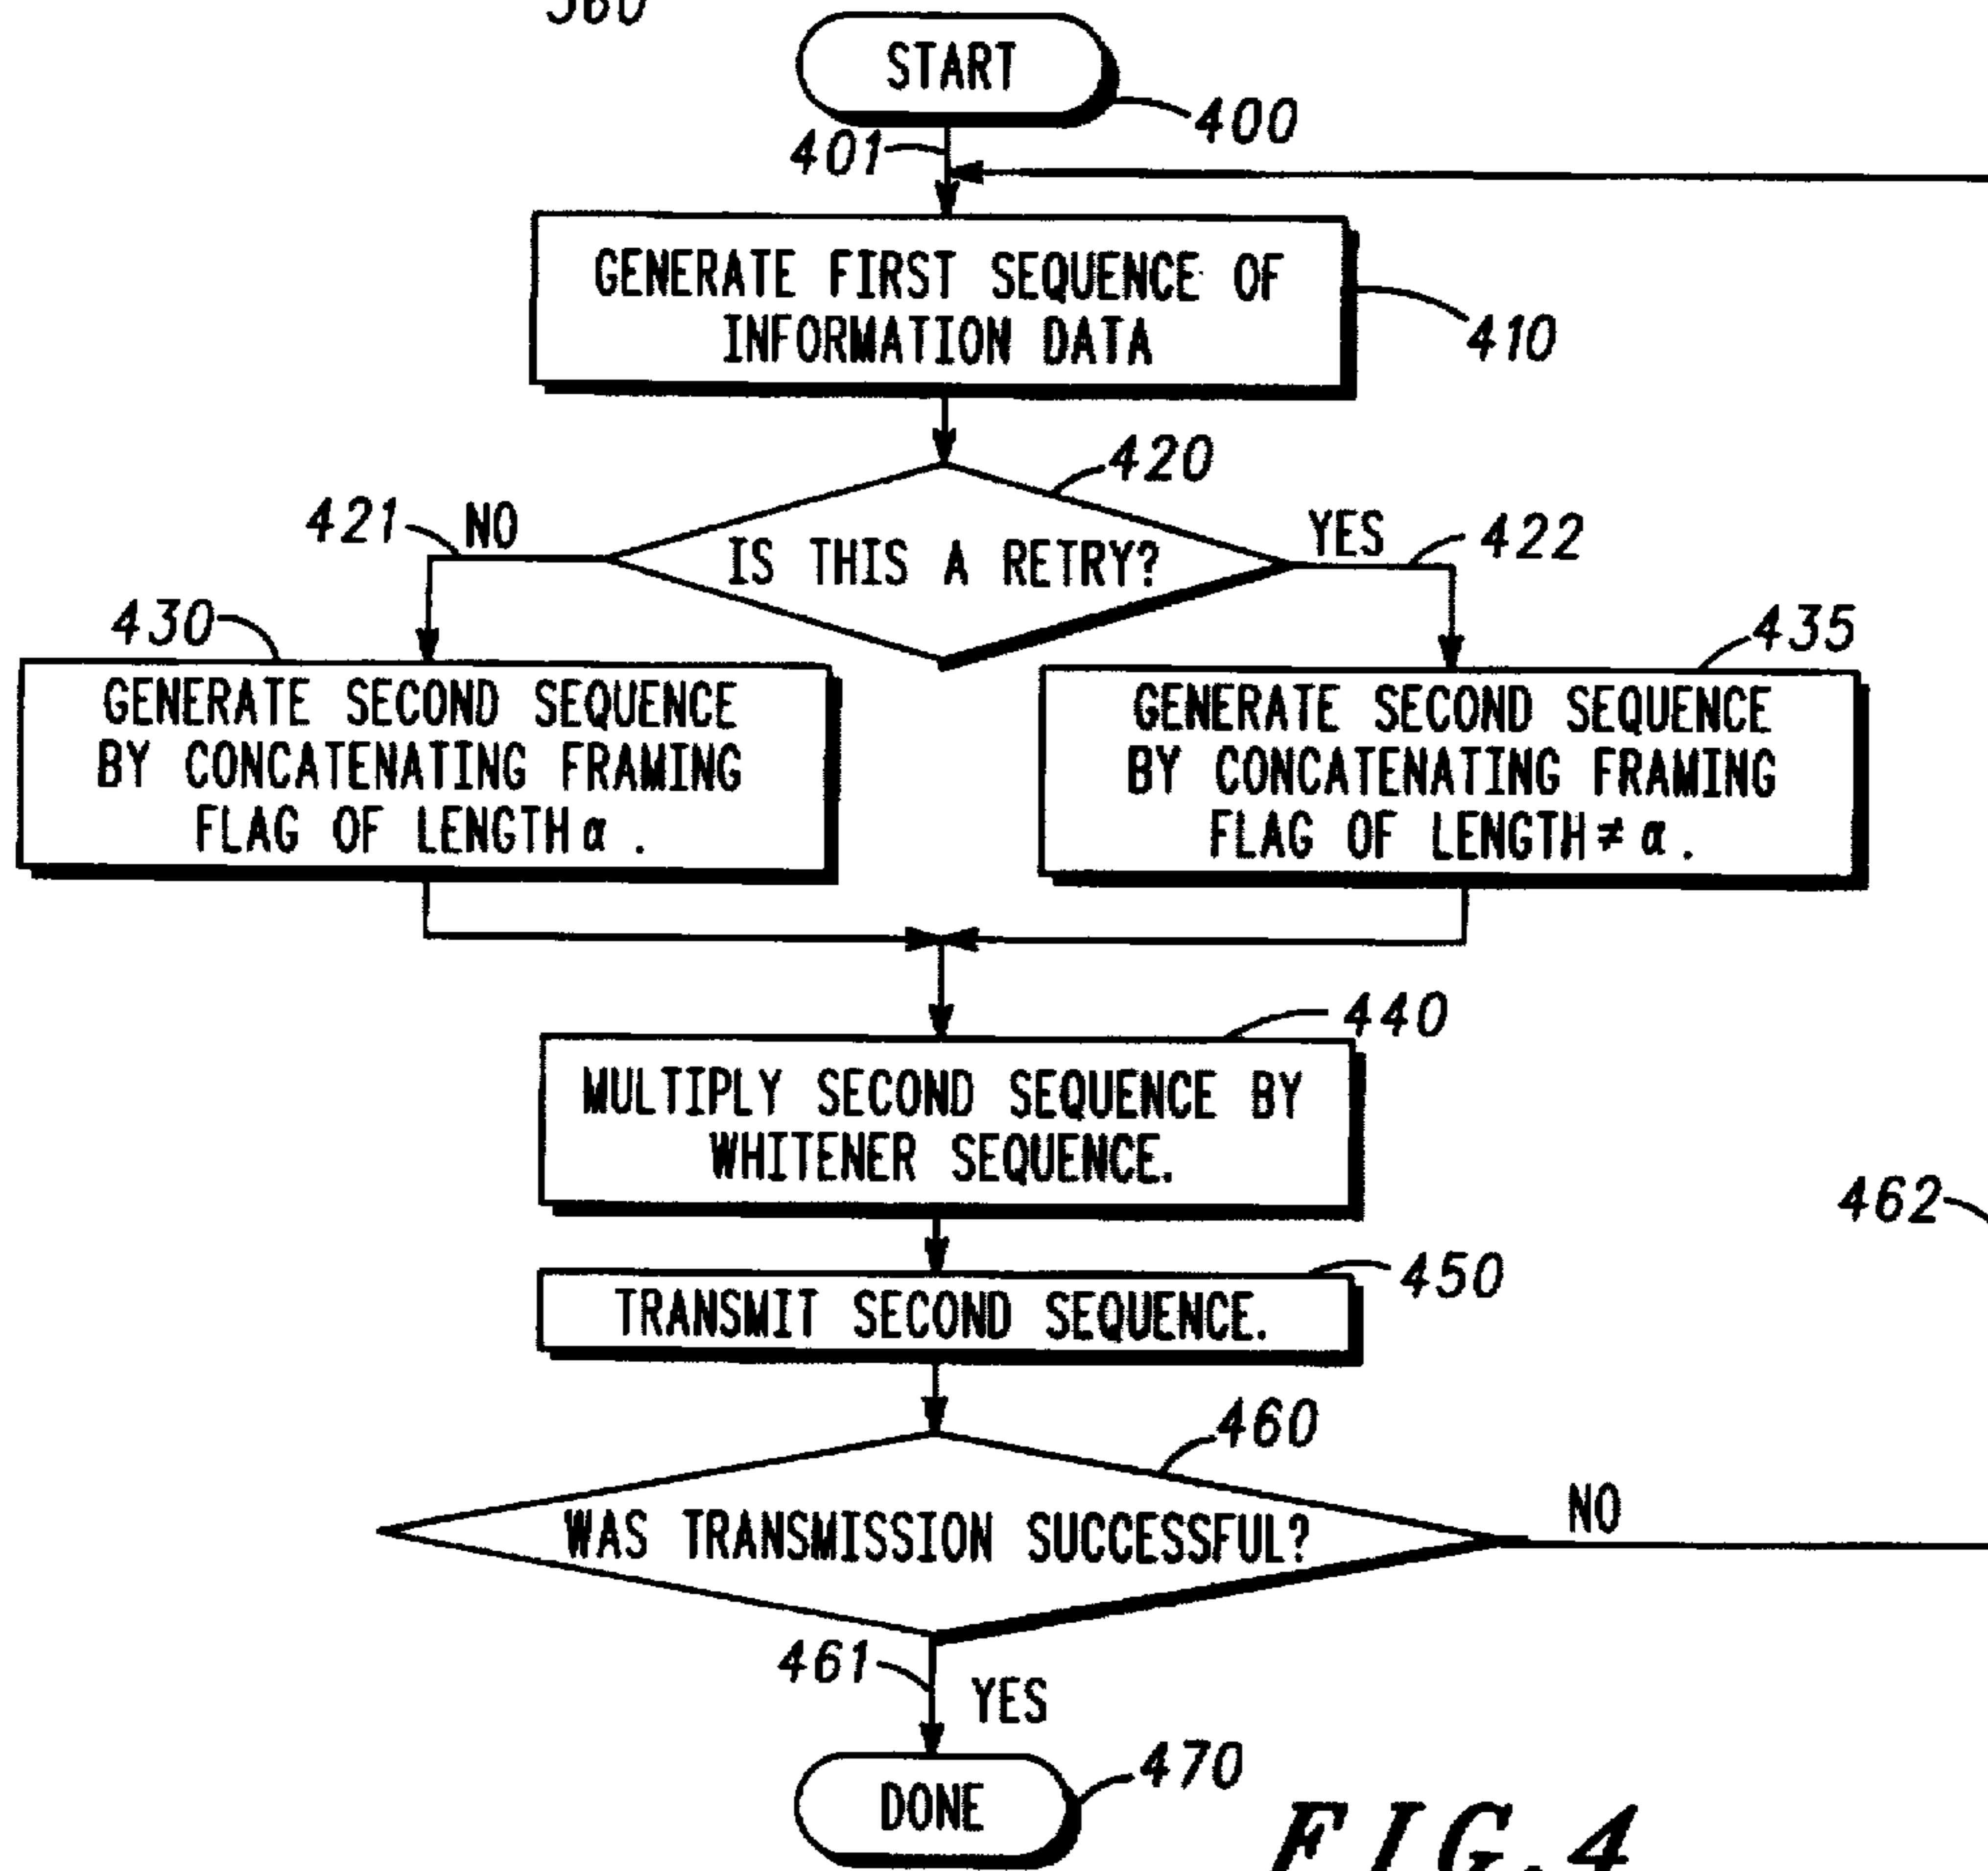 START
400
401
GENERATE FIRST SEQUENCE OF
INFORMATION DATA
410
420
421
NO
IS THIS A RETRY?
YES
422
430
435
GENERATE SECOND SEQUENCE
BY CONCATENATING FRAMING
FLAG OF LENGTH α .
GENERATE SECOND SEQUENCE
BY CONCATENATING FRAMING
FLAG OF LENGTH ≠ α .
440
MULTIPLY SECOND SEQUENCE BY
WHITENER SEQUENCE.
462
450
TRANSMIT SECOND SEQUENCE.
460
WAS TRANSMISSION SUCCESSFUL?
NO
461
YES
DONE
470
FIG.4